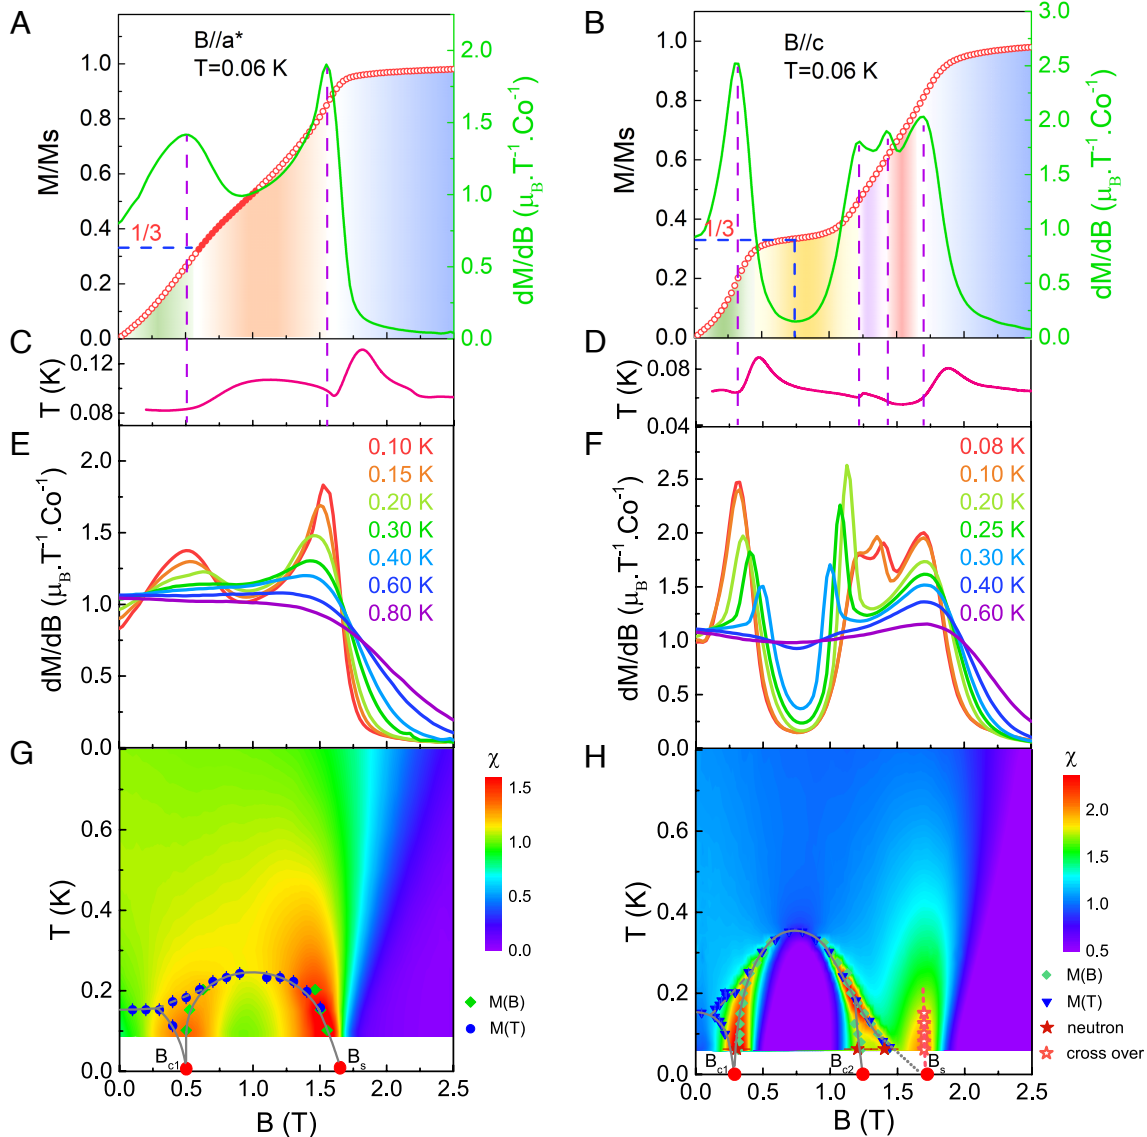 A
B//a*
T=0.06 K
M/Ms
1.0
0.8
0.6
0.4
0.2
0.0
1/3
2.0
1.5
1.0
0.5
0.0
dM/dB (μB.T-1.Co-1)
B
B//c
T=0.06 K
M/Ms
1.0
0.8
0.6
0.4
0.2
0.0
1/3
3.0
2.5
2.0
1.5
1.0
0.5
0.0
dM/dB (μB.T-1.Co-1)
C
T (K)
0.12
0.08
D
T (K)
0.08
0.04
E
dM/dB (μB.T-1.Co-1)
2.0
1.5
1.0
0.5
0.0
0.10 K
0.15 K
0.20 K
0.30 K
0.40 K
0.60 K
0.80 K
F
dM/dB (μB.T-1.Co-1)
2.5
2.0
1.5
1.0
0.5
0.0
0.08 K
0.10 K
0.20 K
0.25 K
0.30 K
0.40 K
0.60 K
G
T (K)
0.6
0.4
0.2
0.0
Bc1
Bs
0.0 0.5 1.0 1.5 2.0 2.5
B (T)
χ
1.5
1.0
0.5
0.0
M(B)
M(T)
H
T (K)
0.6
0.4
0.2
0.0
Bc1
Bc2
Bs
0.0 0.5 1.0 1.5 2.0 2.5
B (T)
χ
2.0
1.5
1.0
0.5
M(B)
M(T)
neutron
cross over